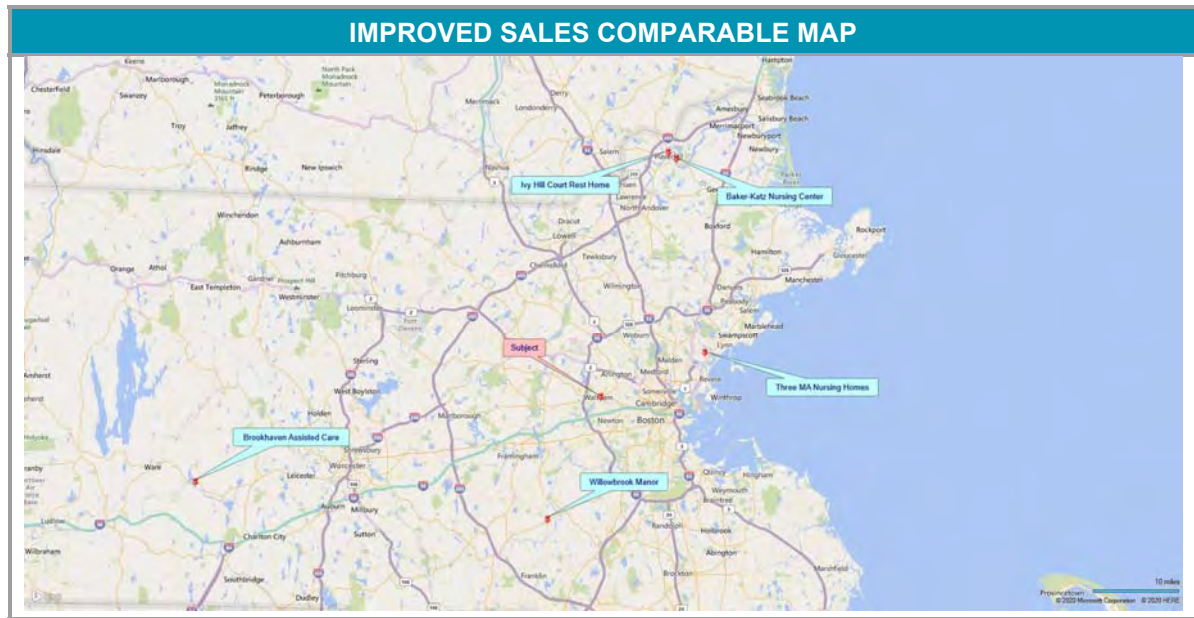 IMPROVED SALES COMPARABLE MAP
Keene
Hampton
Marlborough
North Pack
Monadnock
Mountain
Chesterfield
Swanzey
Monadnock
Mountain
Peterborough
Merrimack
Derry
Londonderry
Seabrook Beach
Amesbury
Salisbury Beach
Merrimacport
Newburyport
Troy
Jaffrey
Hinsdale
Salem
Newbury
Rindge
New Ipswich
Nashua
Ivy Hill Court Rest Home
Lawrence
North Andover
Baker-Katz Nursing Center
Winchendon
Dracut
Lowell
Boxford
Rockport
Ashburnham
Tewksbury
Hamilton
Gloucester
Orange
Athol
Gardner
Prospect Hill
Fitchburg
Chelmsford
Manchester
East Templeton
Westminster
Wilmington
Danvers
Peabody
Salem
Leominster
Fort
Devens
Marblehead
Swampscott
Lynn
Woburn
Subject
Sterling
Malden
Amherst
Arlington
Medford
Revere
Three MA Nursing Homes
West Boylston
Waltham
Somerville
Cambridge
Winthrop
Holden
Marlborough
Newton
Boston
Brookhaven Assisted Care
Shrewsbury
Framingham
Ware
Leicester
Worcester
Willowbrook Manor
Quincy
Hingham
Weymouth
Braintree
Auburn
Millbury
Ludlow
Randolph
Holbrook
Charlton City
Sutton
Wilbraham
Abington
Southbridge
Franklin
Brockton
Marshfield
Dudley
10 miles
Provincetown
© 2020 Microsoft Corporation © 2020 HERE